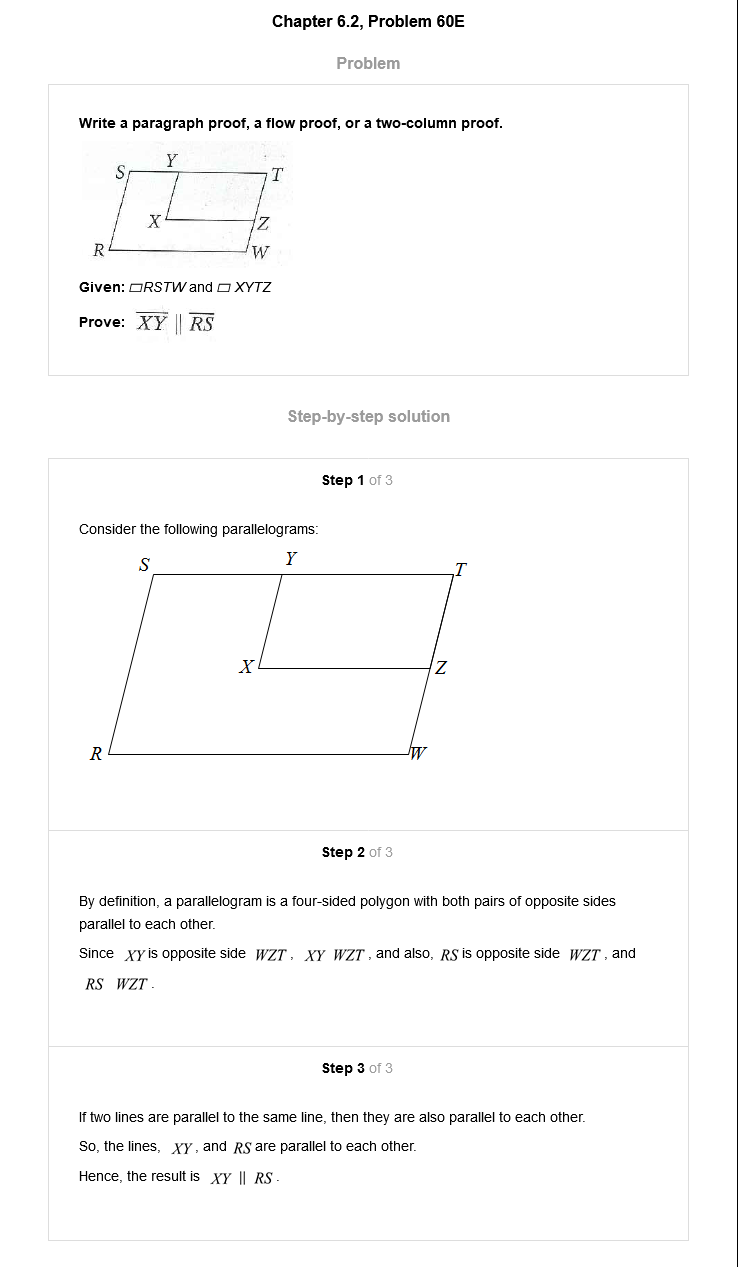 Chapter 6.2, Problem 60E
Problem
Write a paragraph proof, a flow proof, or a two-column proof.
S Y T
X Z
R W
Given: ▱RSTW and ▱ XYTZ
Prove: XY || RS
Step-by-step solution
Step 1 of 3
Consider the following parallelograms:
S Y T
X Z
R W
Step 2 of 3
By definition, a parallelogram is a four-sided polygon with both pairs of opposite sides
parallel to each other.
Since XY is opposite side WZT , XY WZT , and also, RS is opposite side WZT , and
RS WZT .
Step 3 of 3
If two lines are parallel to the same line, then they are also parallel to each other.
So, the lines, XY , and RS are parallel to each other.
Hence, the result is XY || RS .